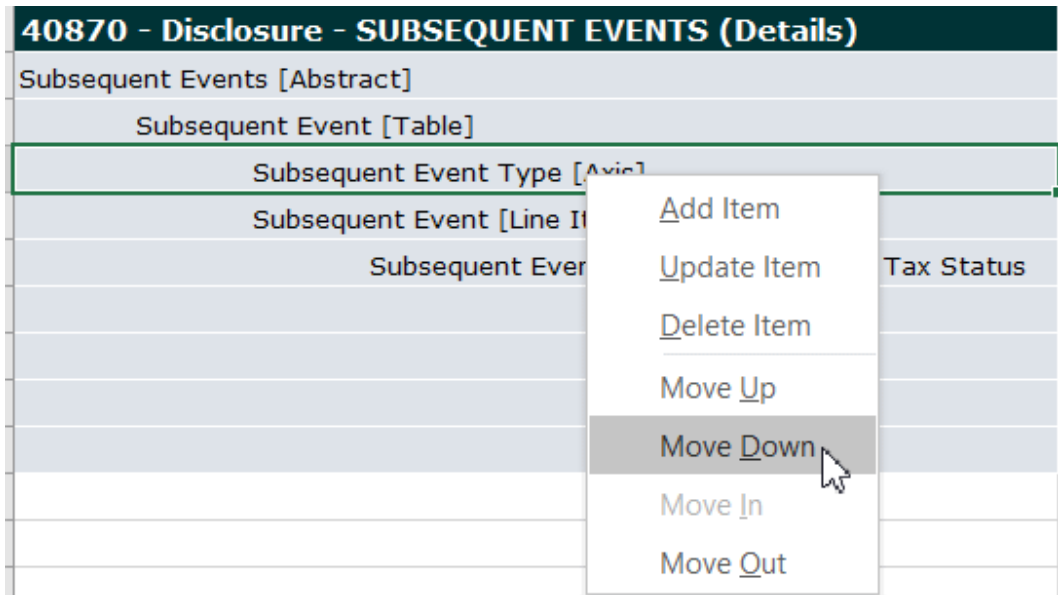 40870 - Disclosure - SUBSEQUENT EVENTS (Details)
Subsequent Events [Abstract]
Subsequent Event [Table]
Subsequent Event Type [Axis]
Subsequent Event [Line
Subsequent Tax Status
Add Item
Update Item
Delete Item
Move Up
Move Down
Move In
Move Out